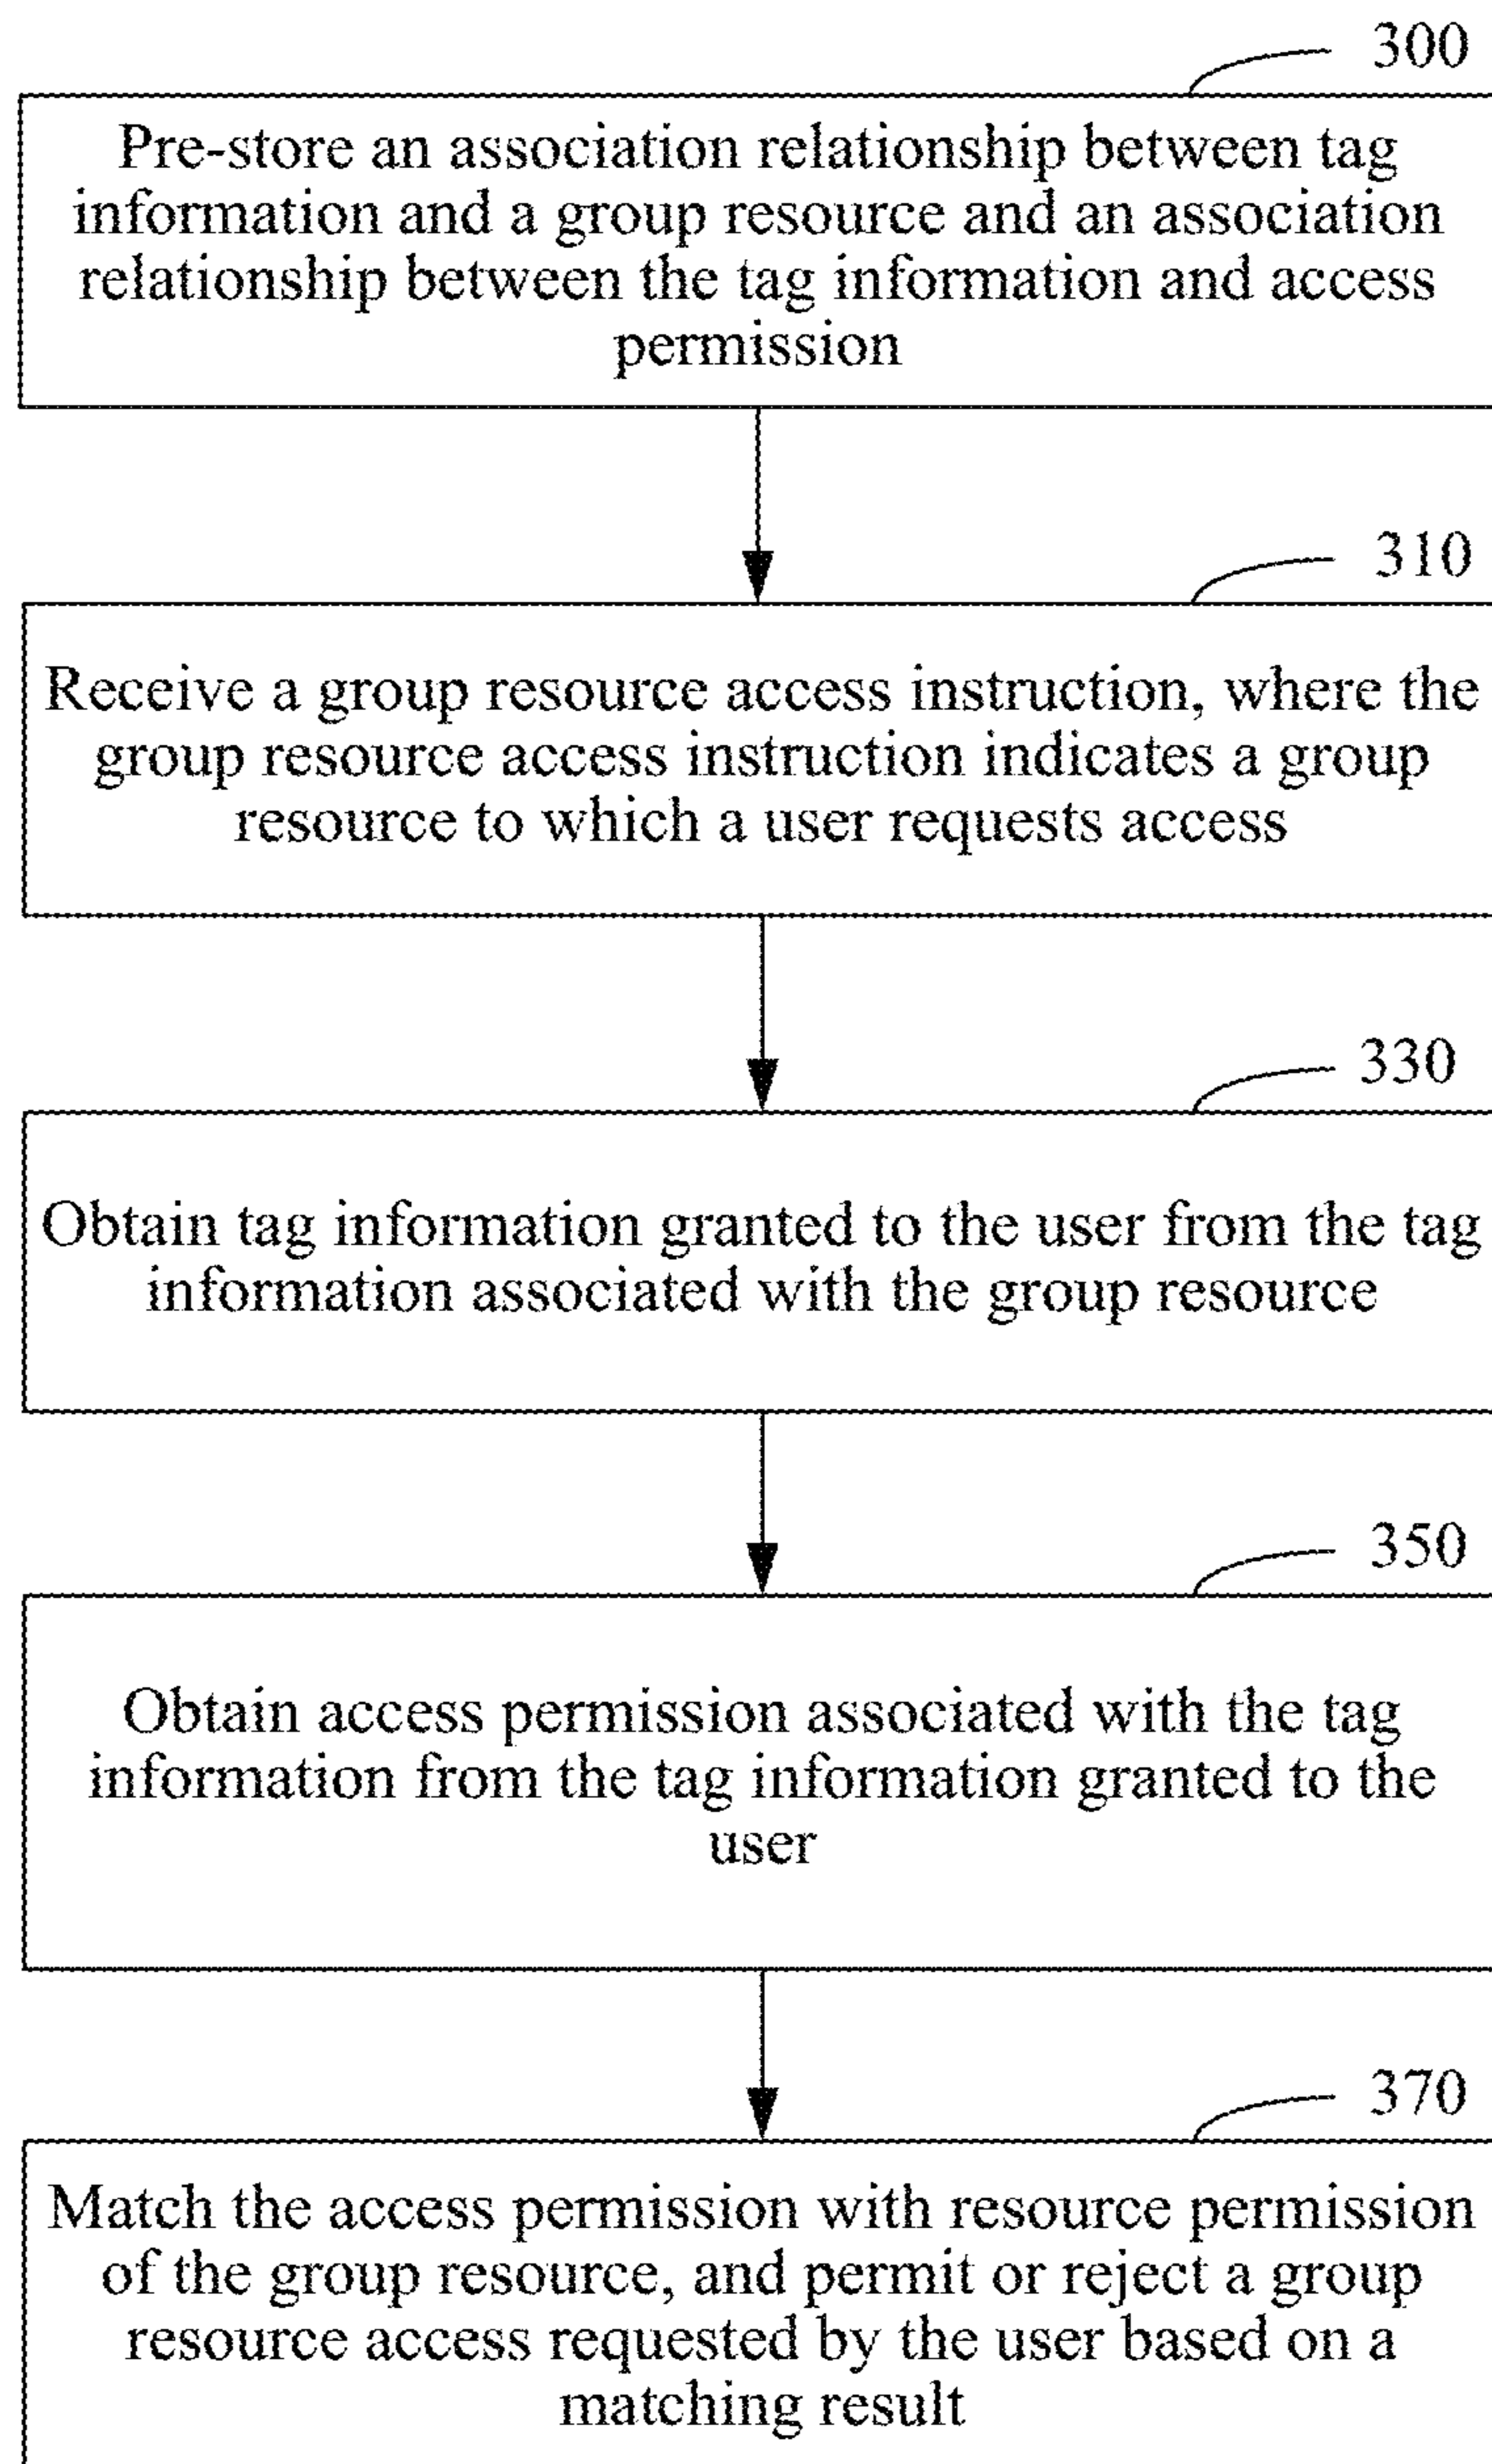 300
Pre-store an association relationship between tag
information and a group resource and an association
relationship between the tag information and access
permission
310
Receive a group resource access instruction, where the
group resource access instruction indicates a group
resource to which a user requests access
330
Obtain tag information granted to the user from the tag
information associated with the group resource
350
Obtain access permission associated with the tag
information from the tag information granted to the
user
370
Match the access permission with resource permission
of the group resource, and permit or reject a group
resource access requested by the user based on a
matching result